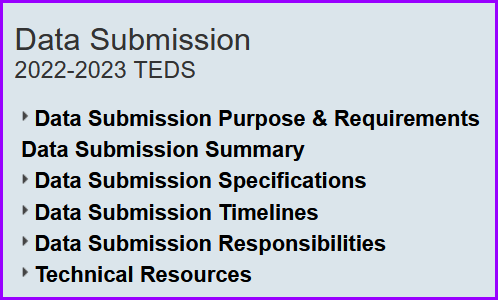 Data Submission
2022-2023 TEDS
Data Submission Purpose & Requirements
Data Submission Summary
Data Submission Specifications
Data Submission Timelines
Data Submission Responsibilities
Technical Resources